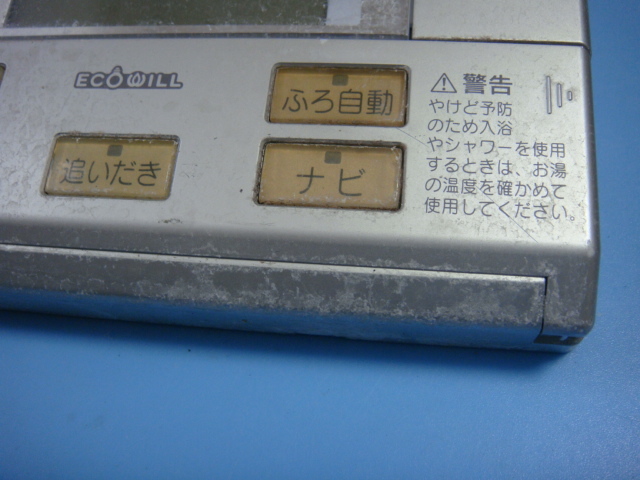 ECOWILL
ふろ自動
追いだき
ナビ
⚠警告
やけど予防
のため入浴
やシャワーを使用
するときは、お湯
の温度を確かめて
使用してください。